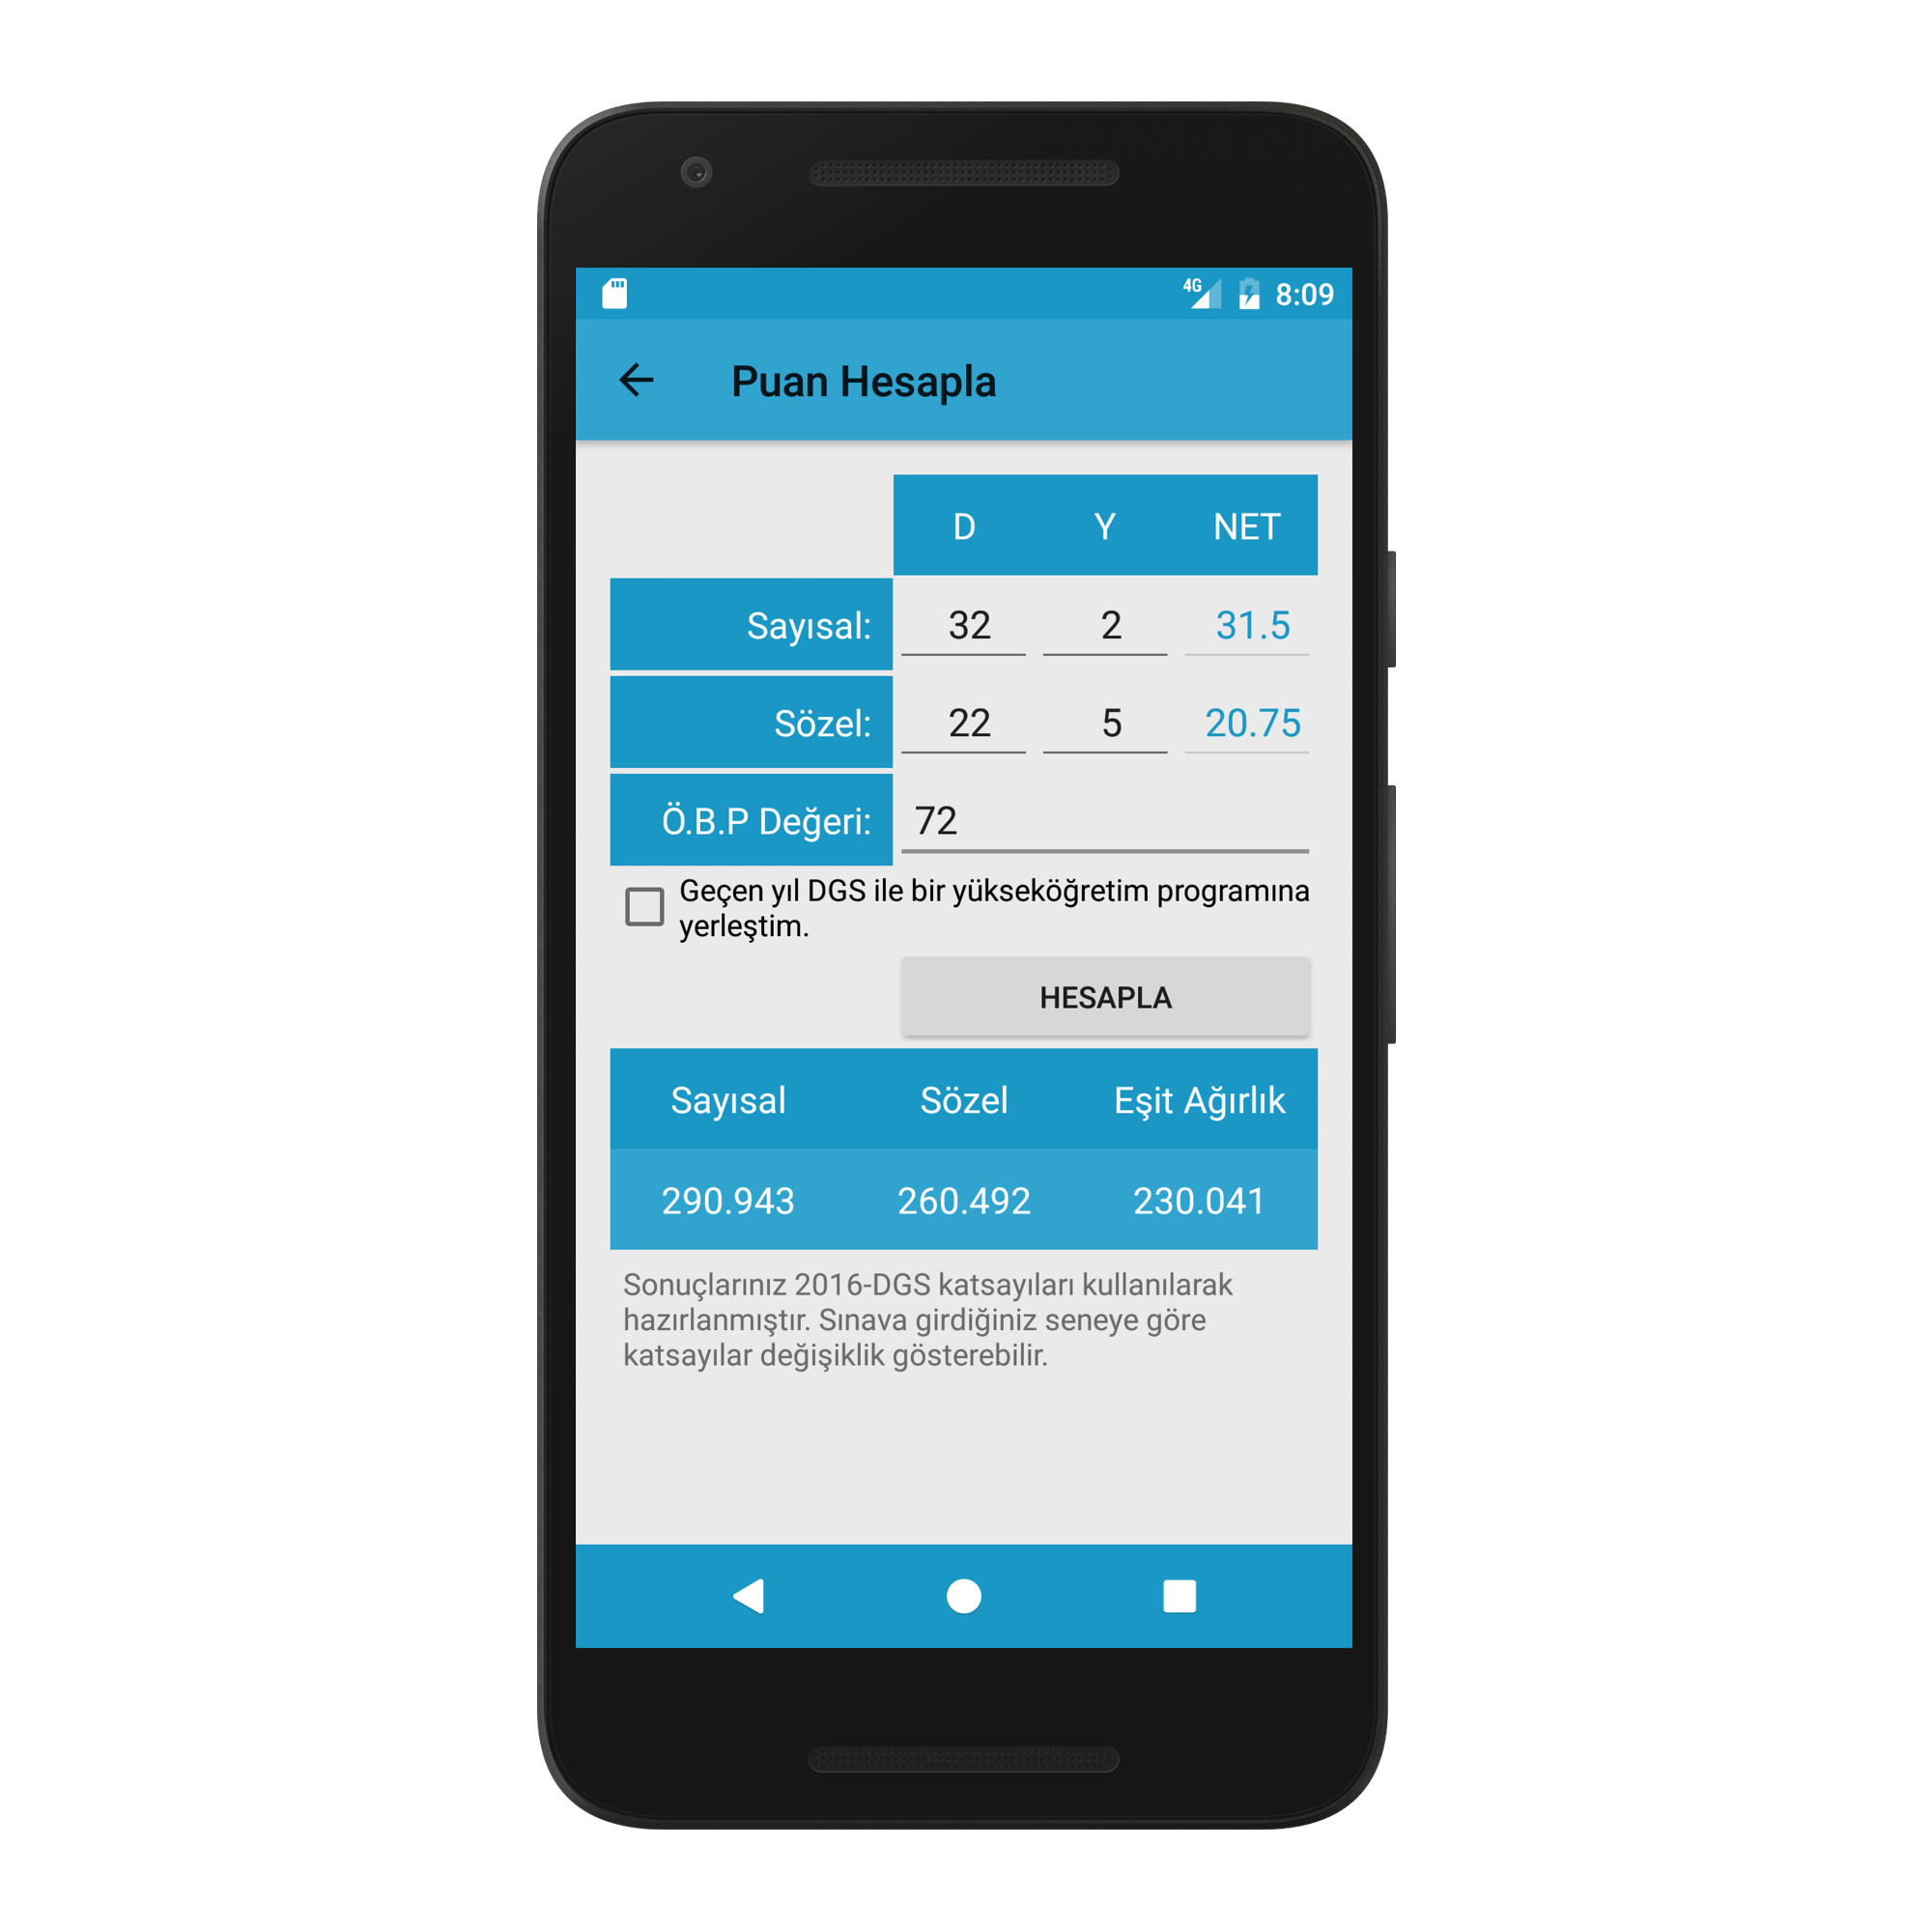 4G 8:09
Puan Hesapla
D Y NET
Sayısal: 32 2 31.5
Sözel: 22 5 20.75
Ö.B.P Değeri: 72
Geçen yıl DGS ile bir yükseköğretim programına
yerleştim.
HESAPLA
Sayısal Sözel Eşit Ağırlık
290.943 260.492 230.041
Sonuçlarınız 2016-DGS katsayıları kullanılarak
hazırlanmıştır. Sınava girdiğiniz seneye göre
katsayılar değişiklik gösterebilir.